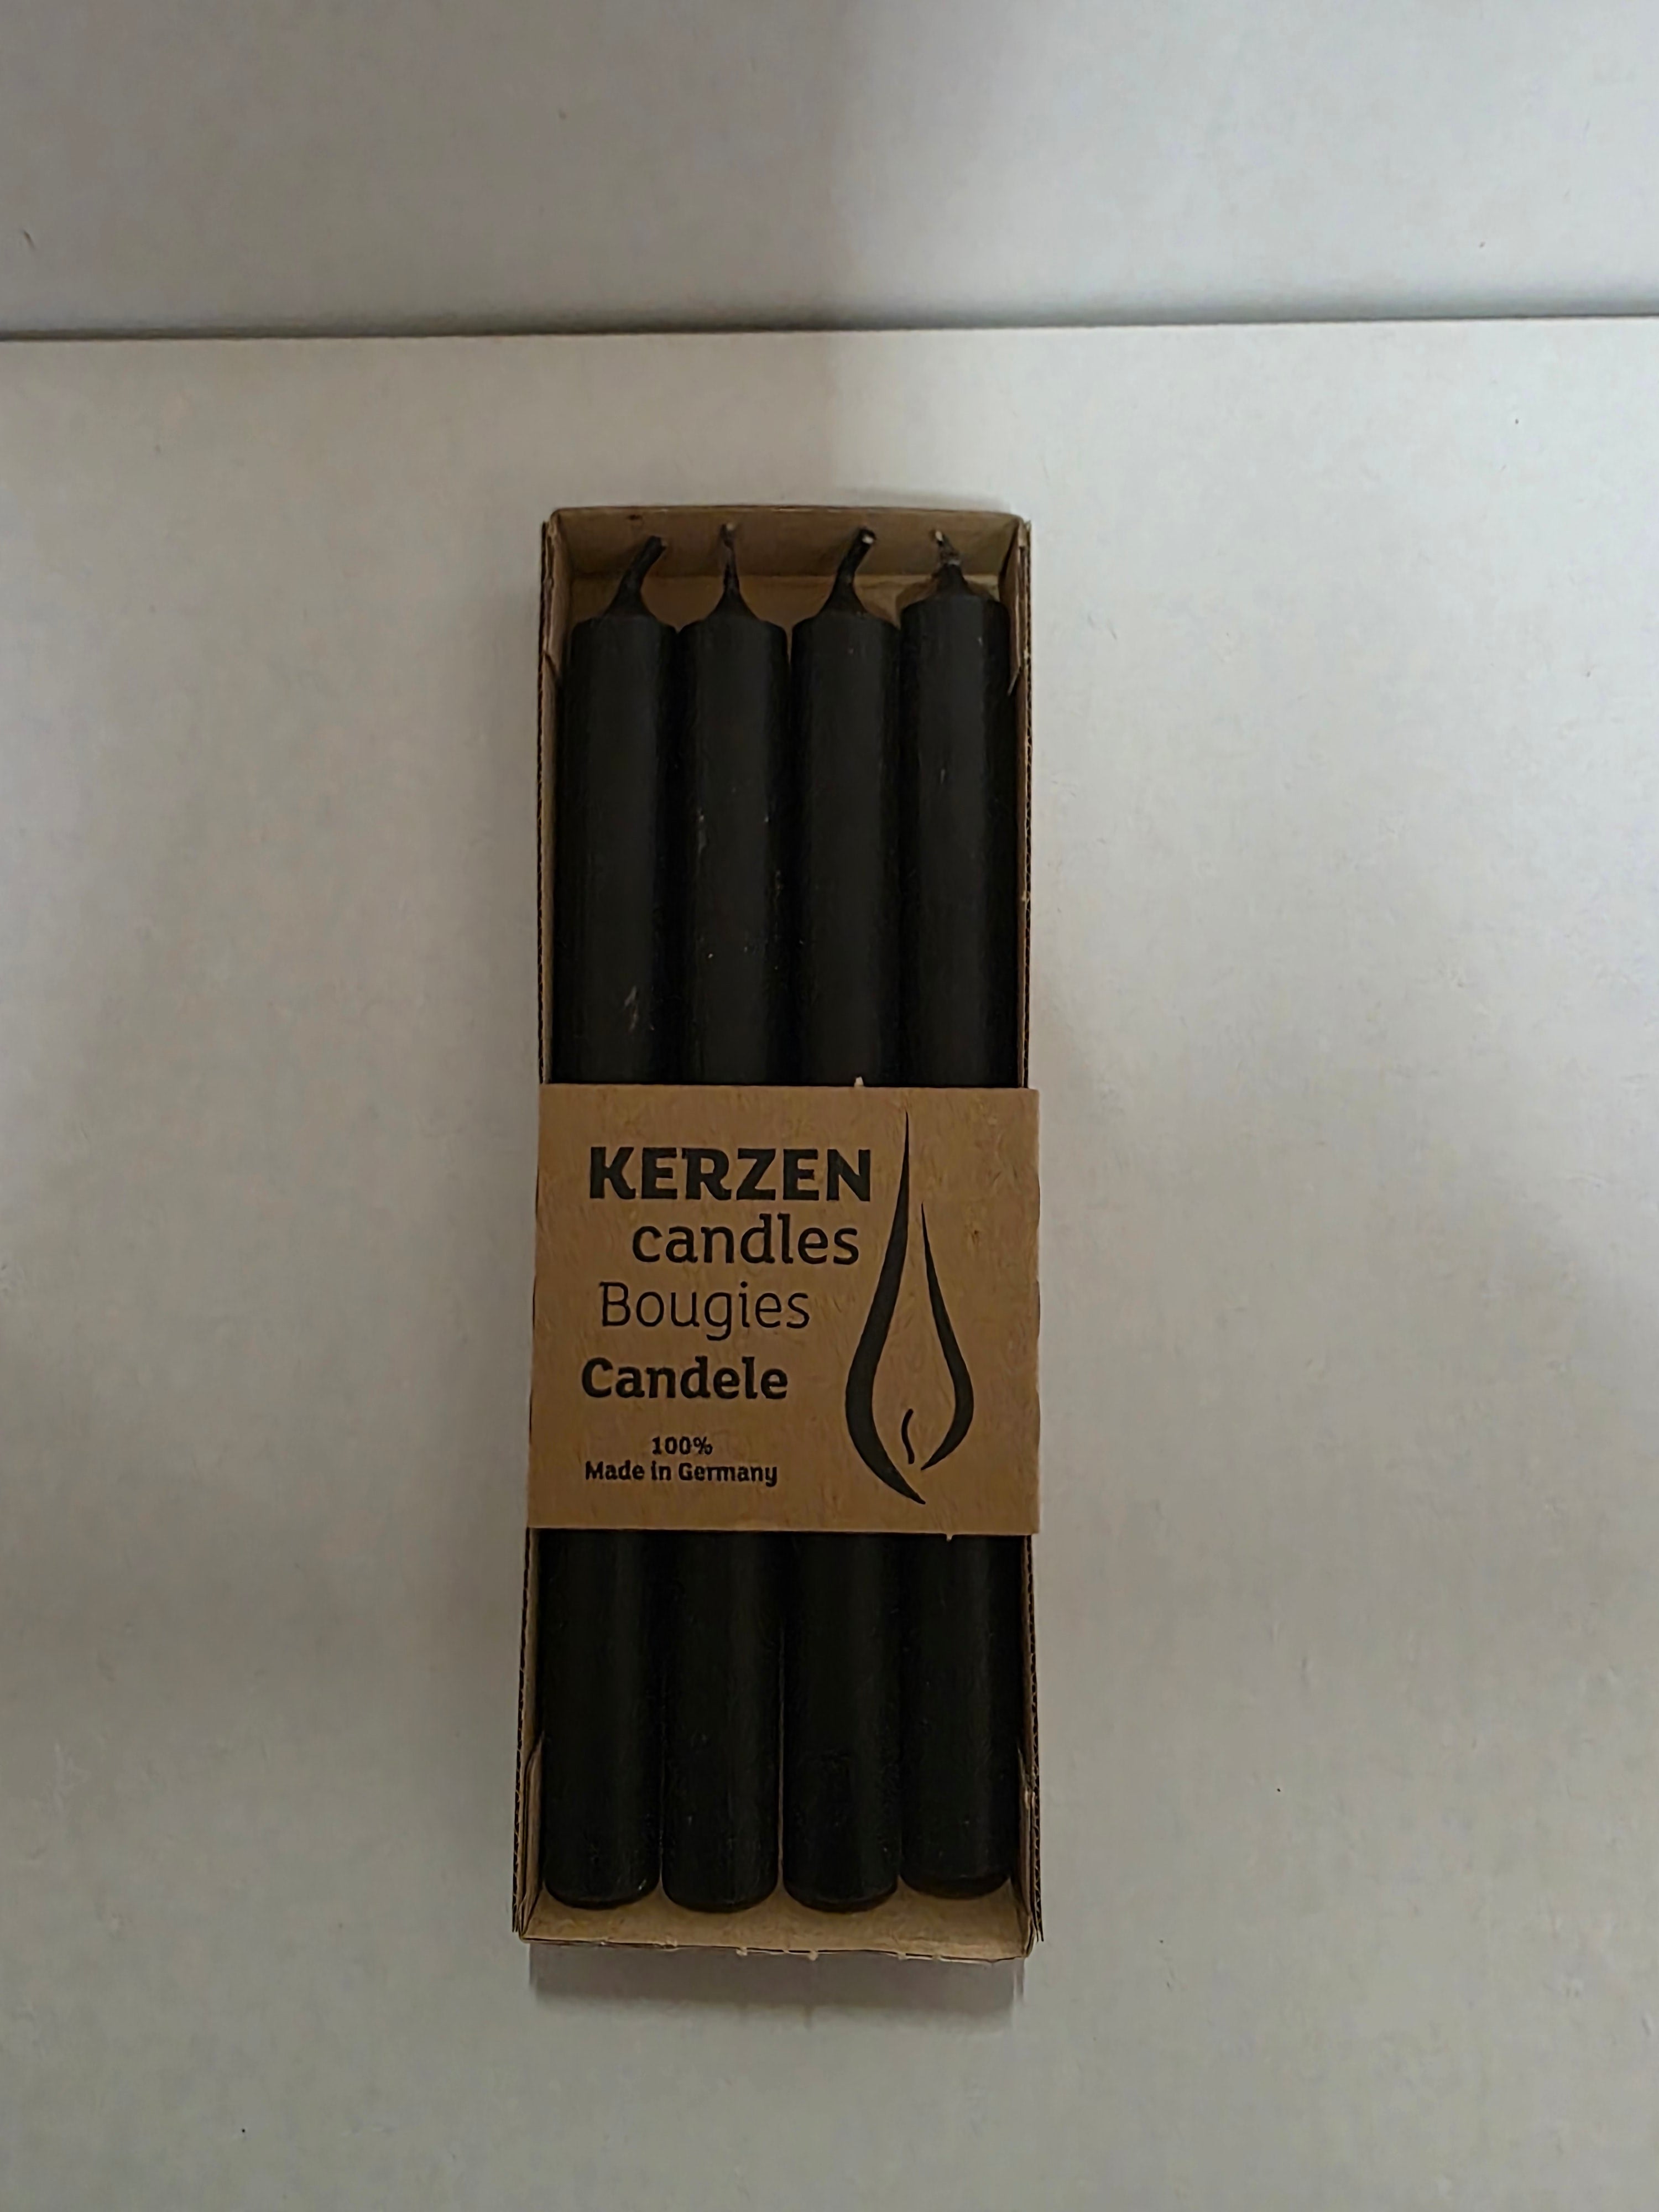 KERZEN
candles
Bougies
Candele
100%
Made in Germany